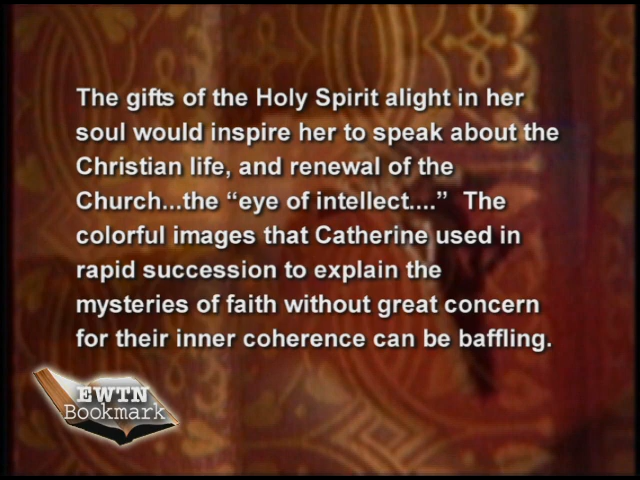 The gifts of the Holy Spirit alight in her
soul would inspire her to speak about the
Christian life, and renewal of the
Church...the “eye of intellect....”  The
colorful images that Catherine used in
rapid succession to explain the
mysteries of faith without great concern
for their inner coherence can be baffling.
EWTN
Bookmark